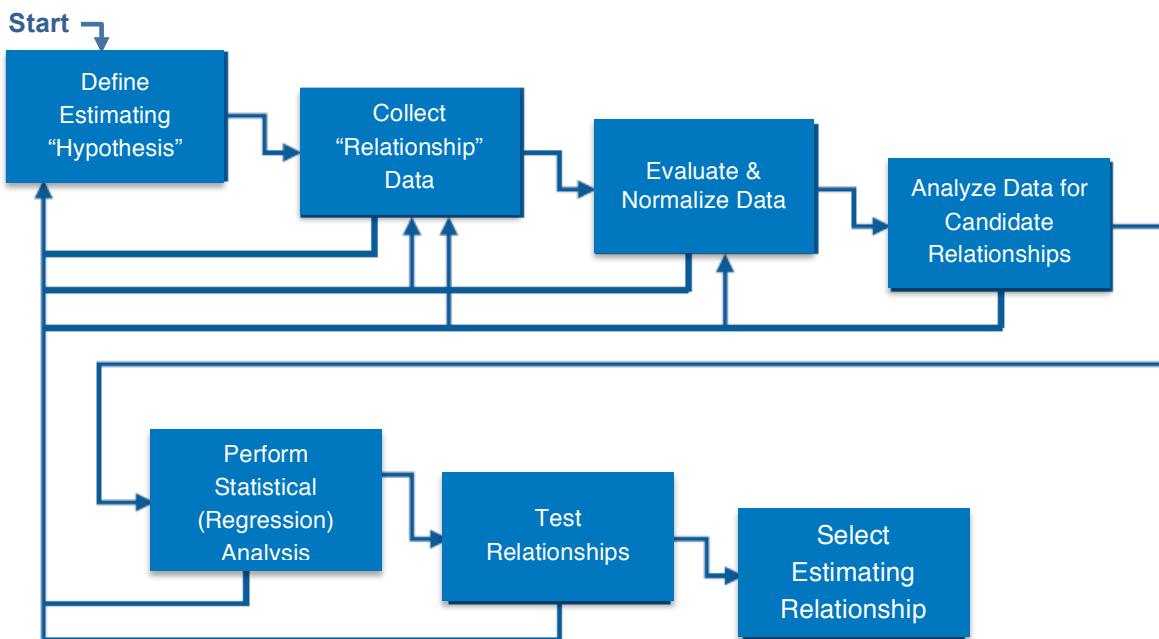 Start
Define
Estimating
“Hypothesis”
Collect
“Relationship”
Data
Evaluate &
Normalize Data
Analyze Data for
Candidate
Relationships
Perform
Statistical
(Regression)
Analysis
Test
Relationships
Select
Estimating
Relationship